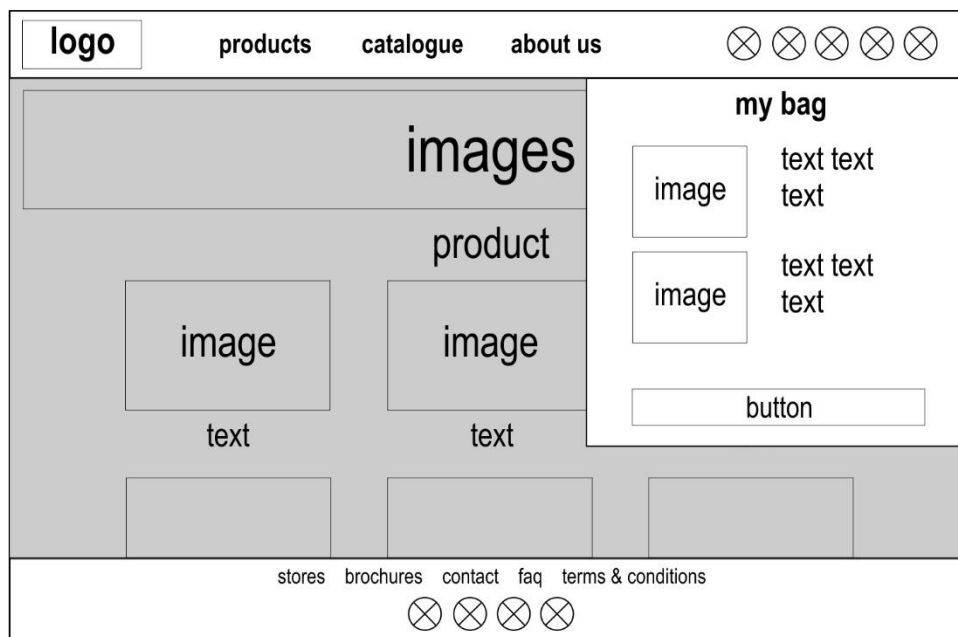 logo
products catalogue about us
my bag
images
image
text text
text
product
image
text text
text
image
image
button
text
text
stores brochures contact faq terms & conditions